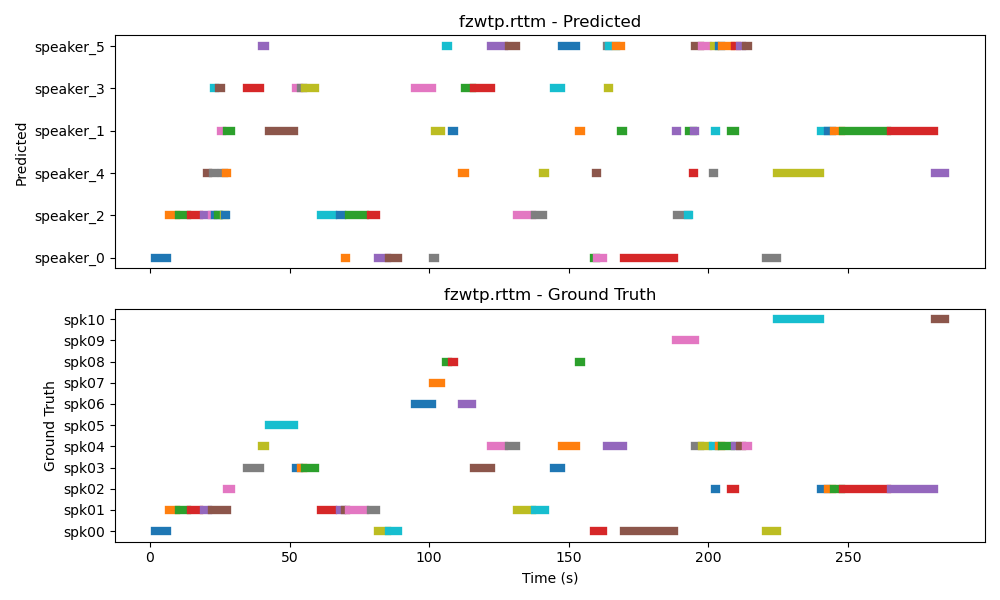 fzwtp.rttm - Predicted
speaker_5
speaker_3
speaker_1
speaker_4
speaker_2
speaker_0
Predicted
fzwtp.rttm - Ground Truth
spk10
spk09
spk08
spk07
spk06
spk05
spk04
spk03
spk02
spk01
spk00
Ground Truth
0 50 100 150 200 250
Time (s)